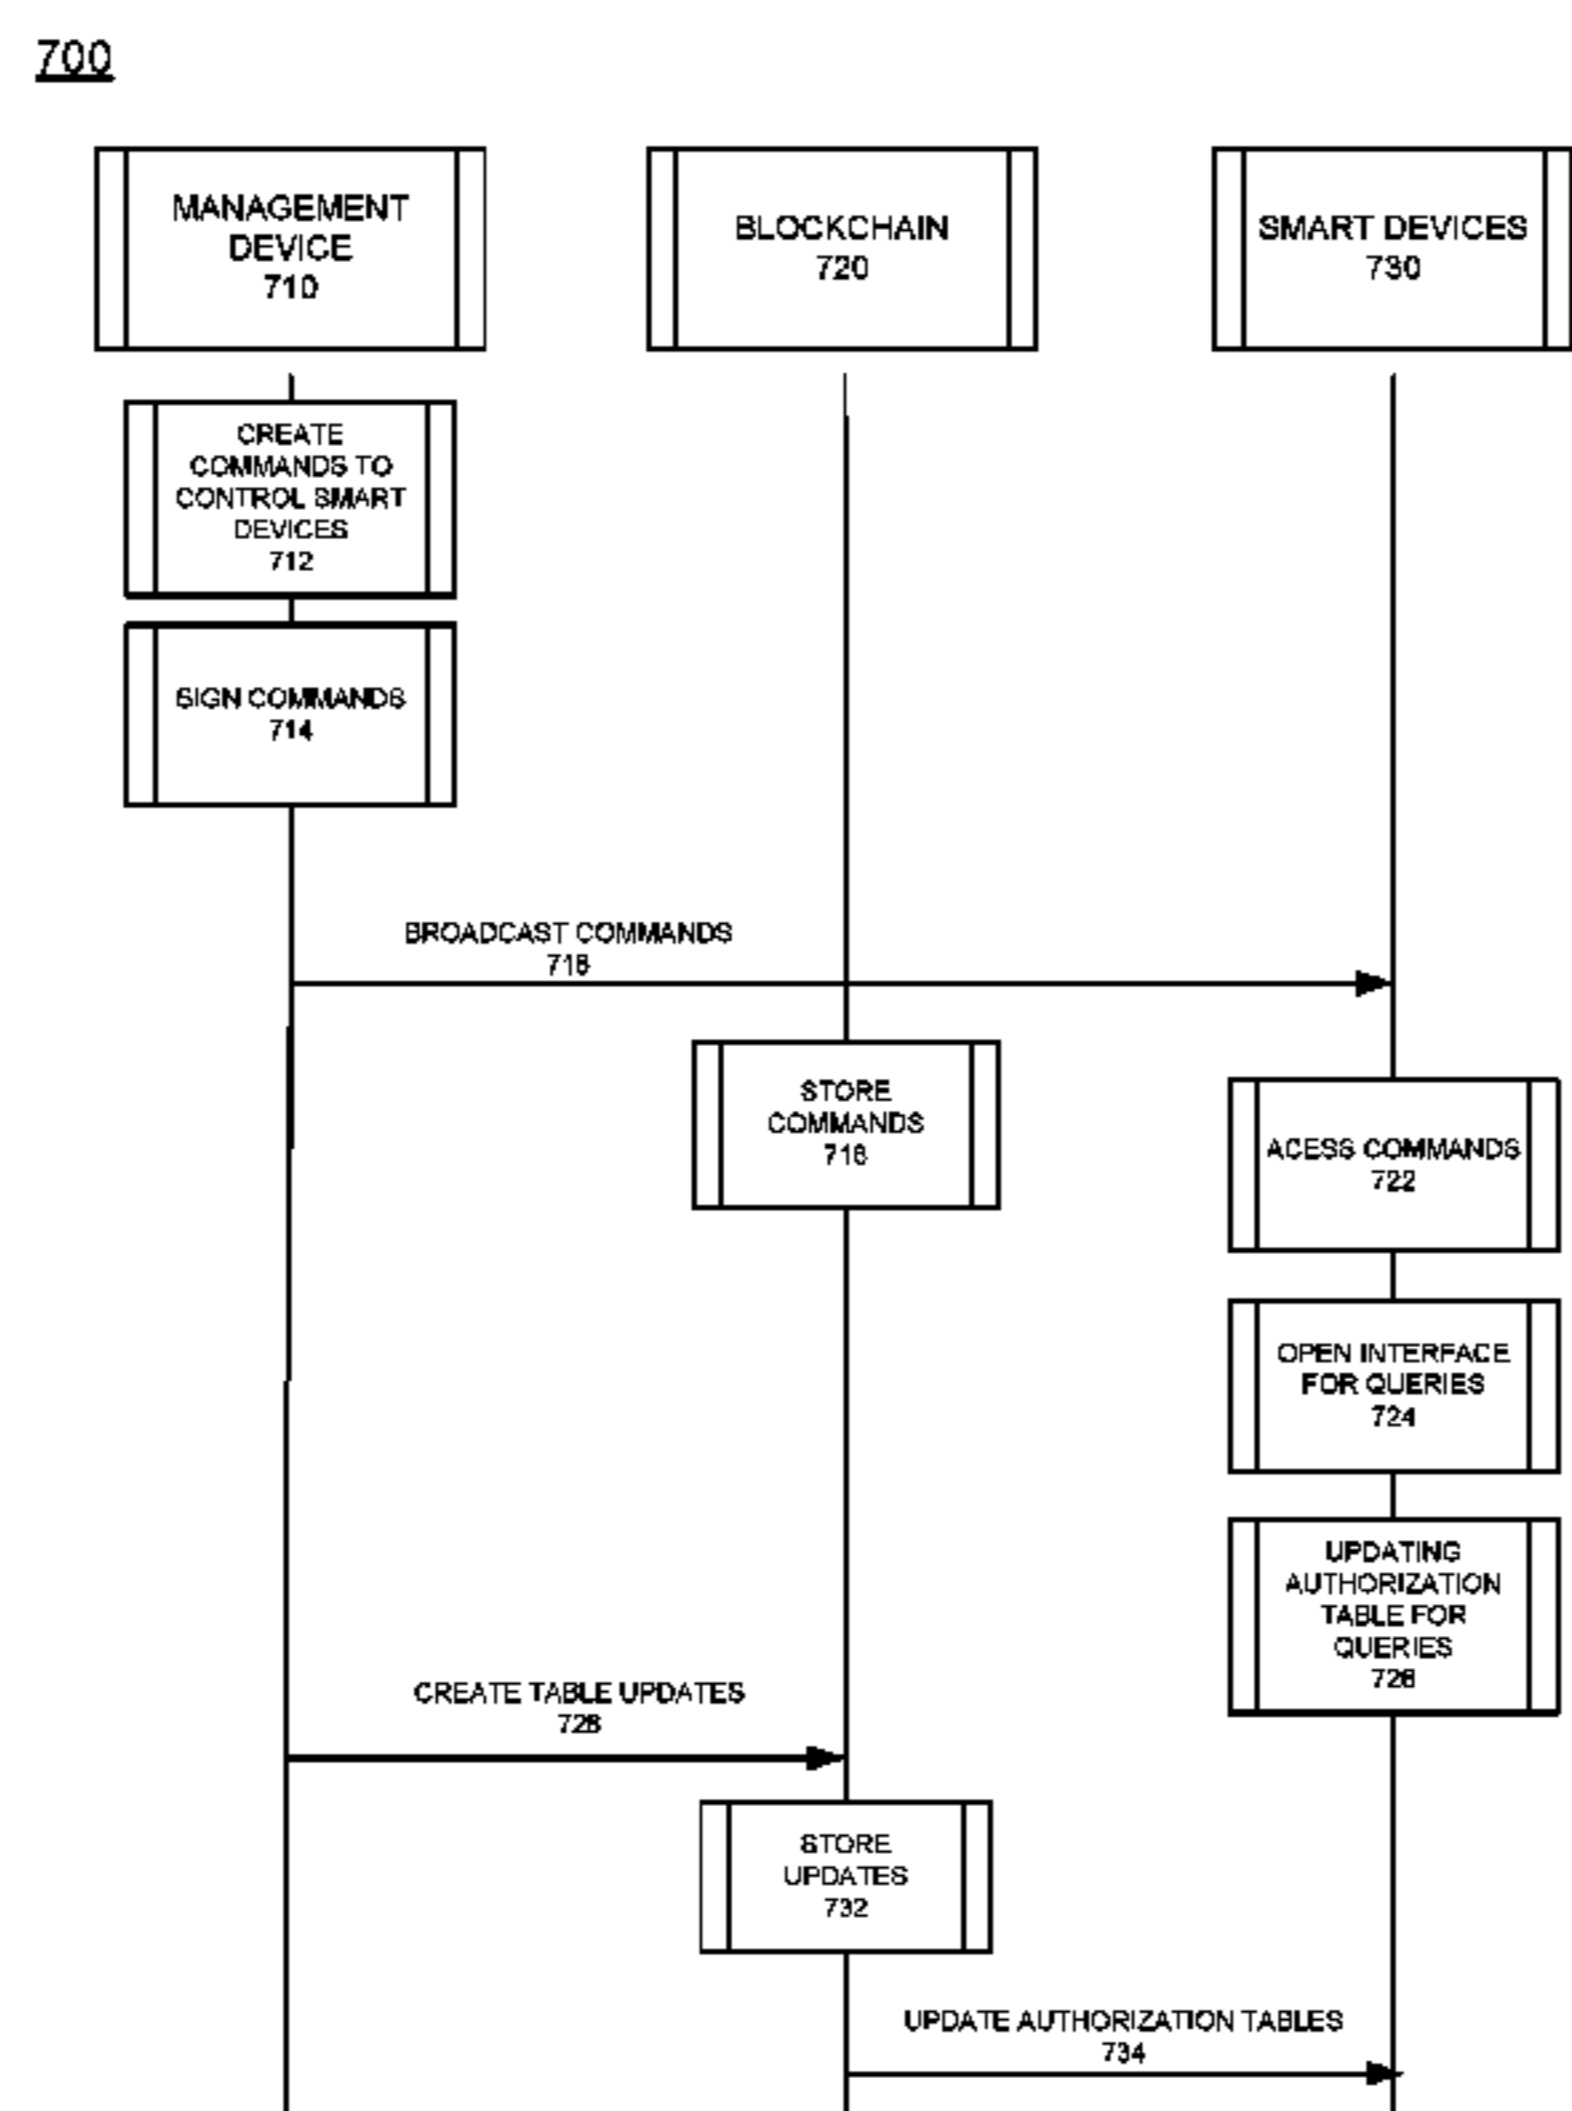 700
MANAGEMENT
DEVICE
710
BLOCKCHAIN
720
SMART DEVICES
730
CREATE
COMMANDS TO
CONTROL SMART
DEVICES
712
SIGN COMMANDS
714
BROADCAST COMMANDS
718
STORE
COMMANDS
716
ACESS COMMANDS
722
OPEN INTERFACE
FOR QUERIES
724
UPDATING
AUTHORIZATION
TABLE FOR
QUERIES
726
CREATE TABLE UPDATES
728
STORE
UPDATES
732
UPDATE AUTHORIZATION TABLES
734